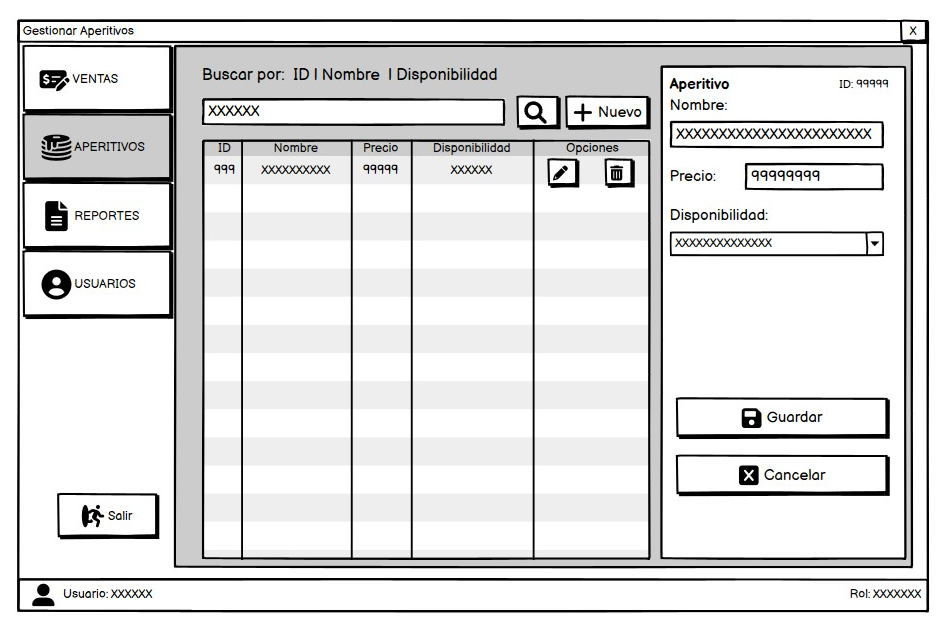 Gestionar Aperitivos
X
VENTAS
APERITIVOS
REPORTES
USUARIOS
Salir
Buscar por: ID | Nombre | Disponibilidad
XXXXXX
Nuevo
ID Nombre Precio Disponibilidad Opciones
999 XXXXXXXXXX 99999 XXXXXX
Aperitivo ID: 99999
Nombre:
XXXXXXXXXXXXXXXXXXXXXXX
Precio: 99999999
Disponibilidad:
XXXXXXXXXXXXXX
Guardar
Cancelar
Usuario: XXXXXX
Rol: XXXXXXX